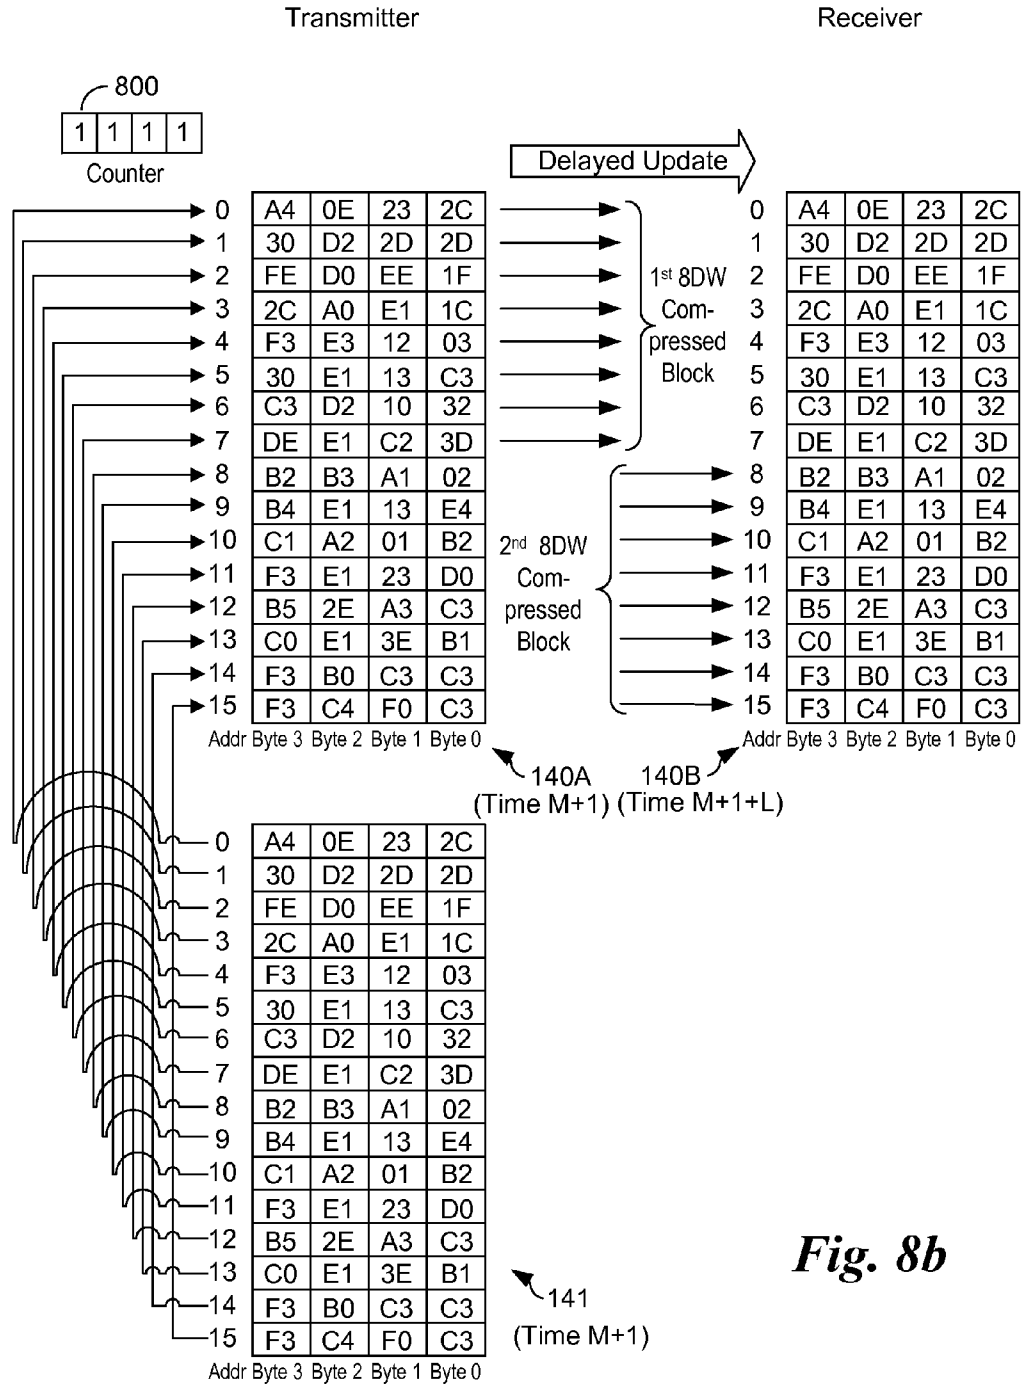 Transmitter Receiver
800
1 1 1 1
Counter
Delayed Update
0 A4 0E 23 2C 0 A4 0E 23 2C
1 30 D2 2D 2D 1 30 D2 2D 2D
2 FE D0 EE 1F 2 FE D0 EE 1F
3 2C A0 E1 1C 3 2C A0 E1 1C
4 F3 E3 12 03 4 F3 E3 12 03
5 30 E1 13 C3 5 30 E1 13 C3
6 C3 D2 10 32 6 C3 D2 10 32
7 DE E1 C2 3D 7 DE E1 C2 3D
8 B2 B3 A1 02 8 B2 B3 A1 02
9 B4 E1 13 E4 9 B4 E1 13 E4
10 C1 A2 01 B2 10 C1 A2 01 B2
11 F3 E1 23 D0 11 F3 E1 23 D0
12 B5 2E A3 C3 12 B5 2E A3 C3
13 C0 E1 3E B1 13 C0 E1 3E B1
14 F3 B0 C3 C3 14 F3 B0 C3 C3
15 F3 C4 F0 C3 15 F3 C4 F0 C3
Addr Byte 3 Byte 2 Byte 1 Byte 0 Addr Byte 3 Byte 2 Byte 1 Byte 0
1st 8DW
Com-
pressed
Block
2nd 8DW
Com-
pressed
Block
140A 140B
(Time M+1) (Time M+1+L)
0 A4 0E 23 2C
1 30 D2 2D 2D
2 FE D0 EE 1F
3 2C A0 E1 1C
4 F3 E3 12 03
5 30 E1 13 C3
6 C3 D2 10 32
7 DE E1 C2 3D
8 B2 B3 A1 02
9 B4 E1 13 E4
10 C1 A2 01 B2
11 F3 E1 23 D0
12 B5 2E A3 C3
13 C0 E1 3E B1
14 F3 B0 C3 C3
15 F3 C4 F0 C3
Addr Byte 3 Byte 2 Byte 1 Byte 0
141
(Time M+1)
Fig. 8b